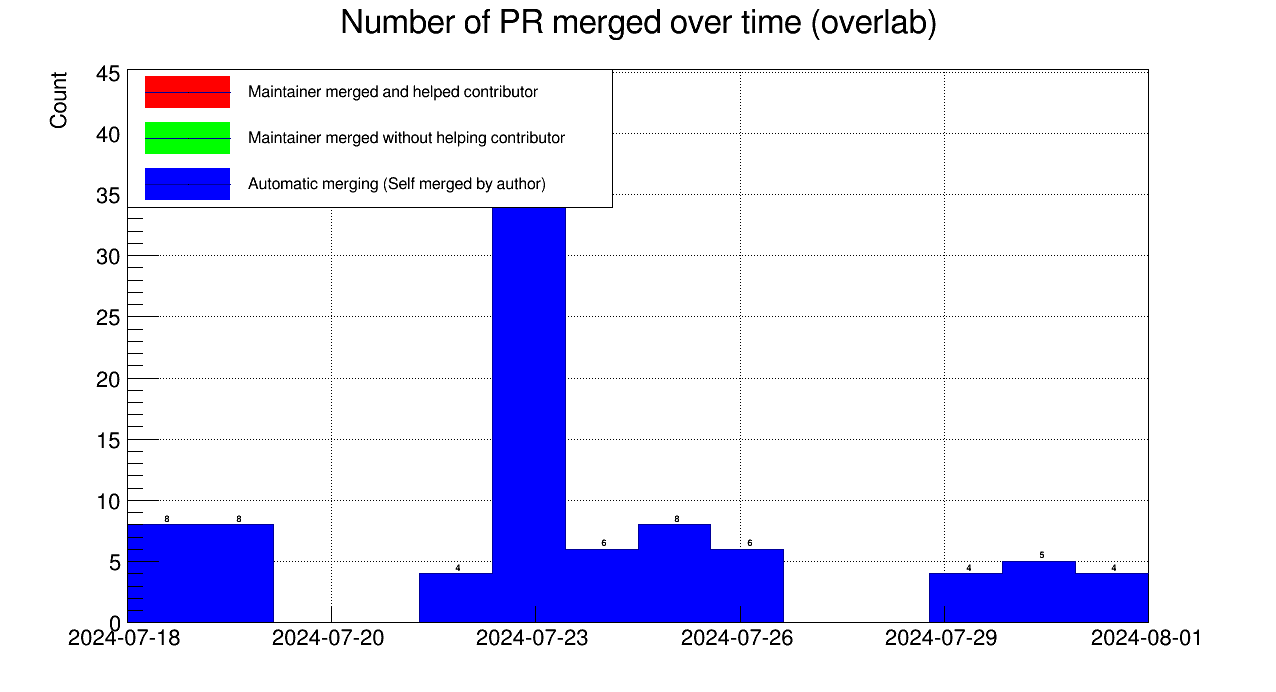 Number of PR merged over time (overlab)
Count
45
40
35
30
25
20
15
10
5
0
Maintainer merged and helped contributor
Maintainer merged without helping contributor
Automatic merging (Self merged by author)
8 8 4 6 8 6 4 5 4
2024-07-18 2024-07-20 2024-07-23 2024-07-26 2024-07-29 2024-08-01